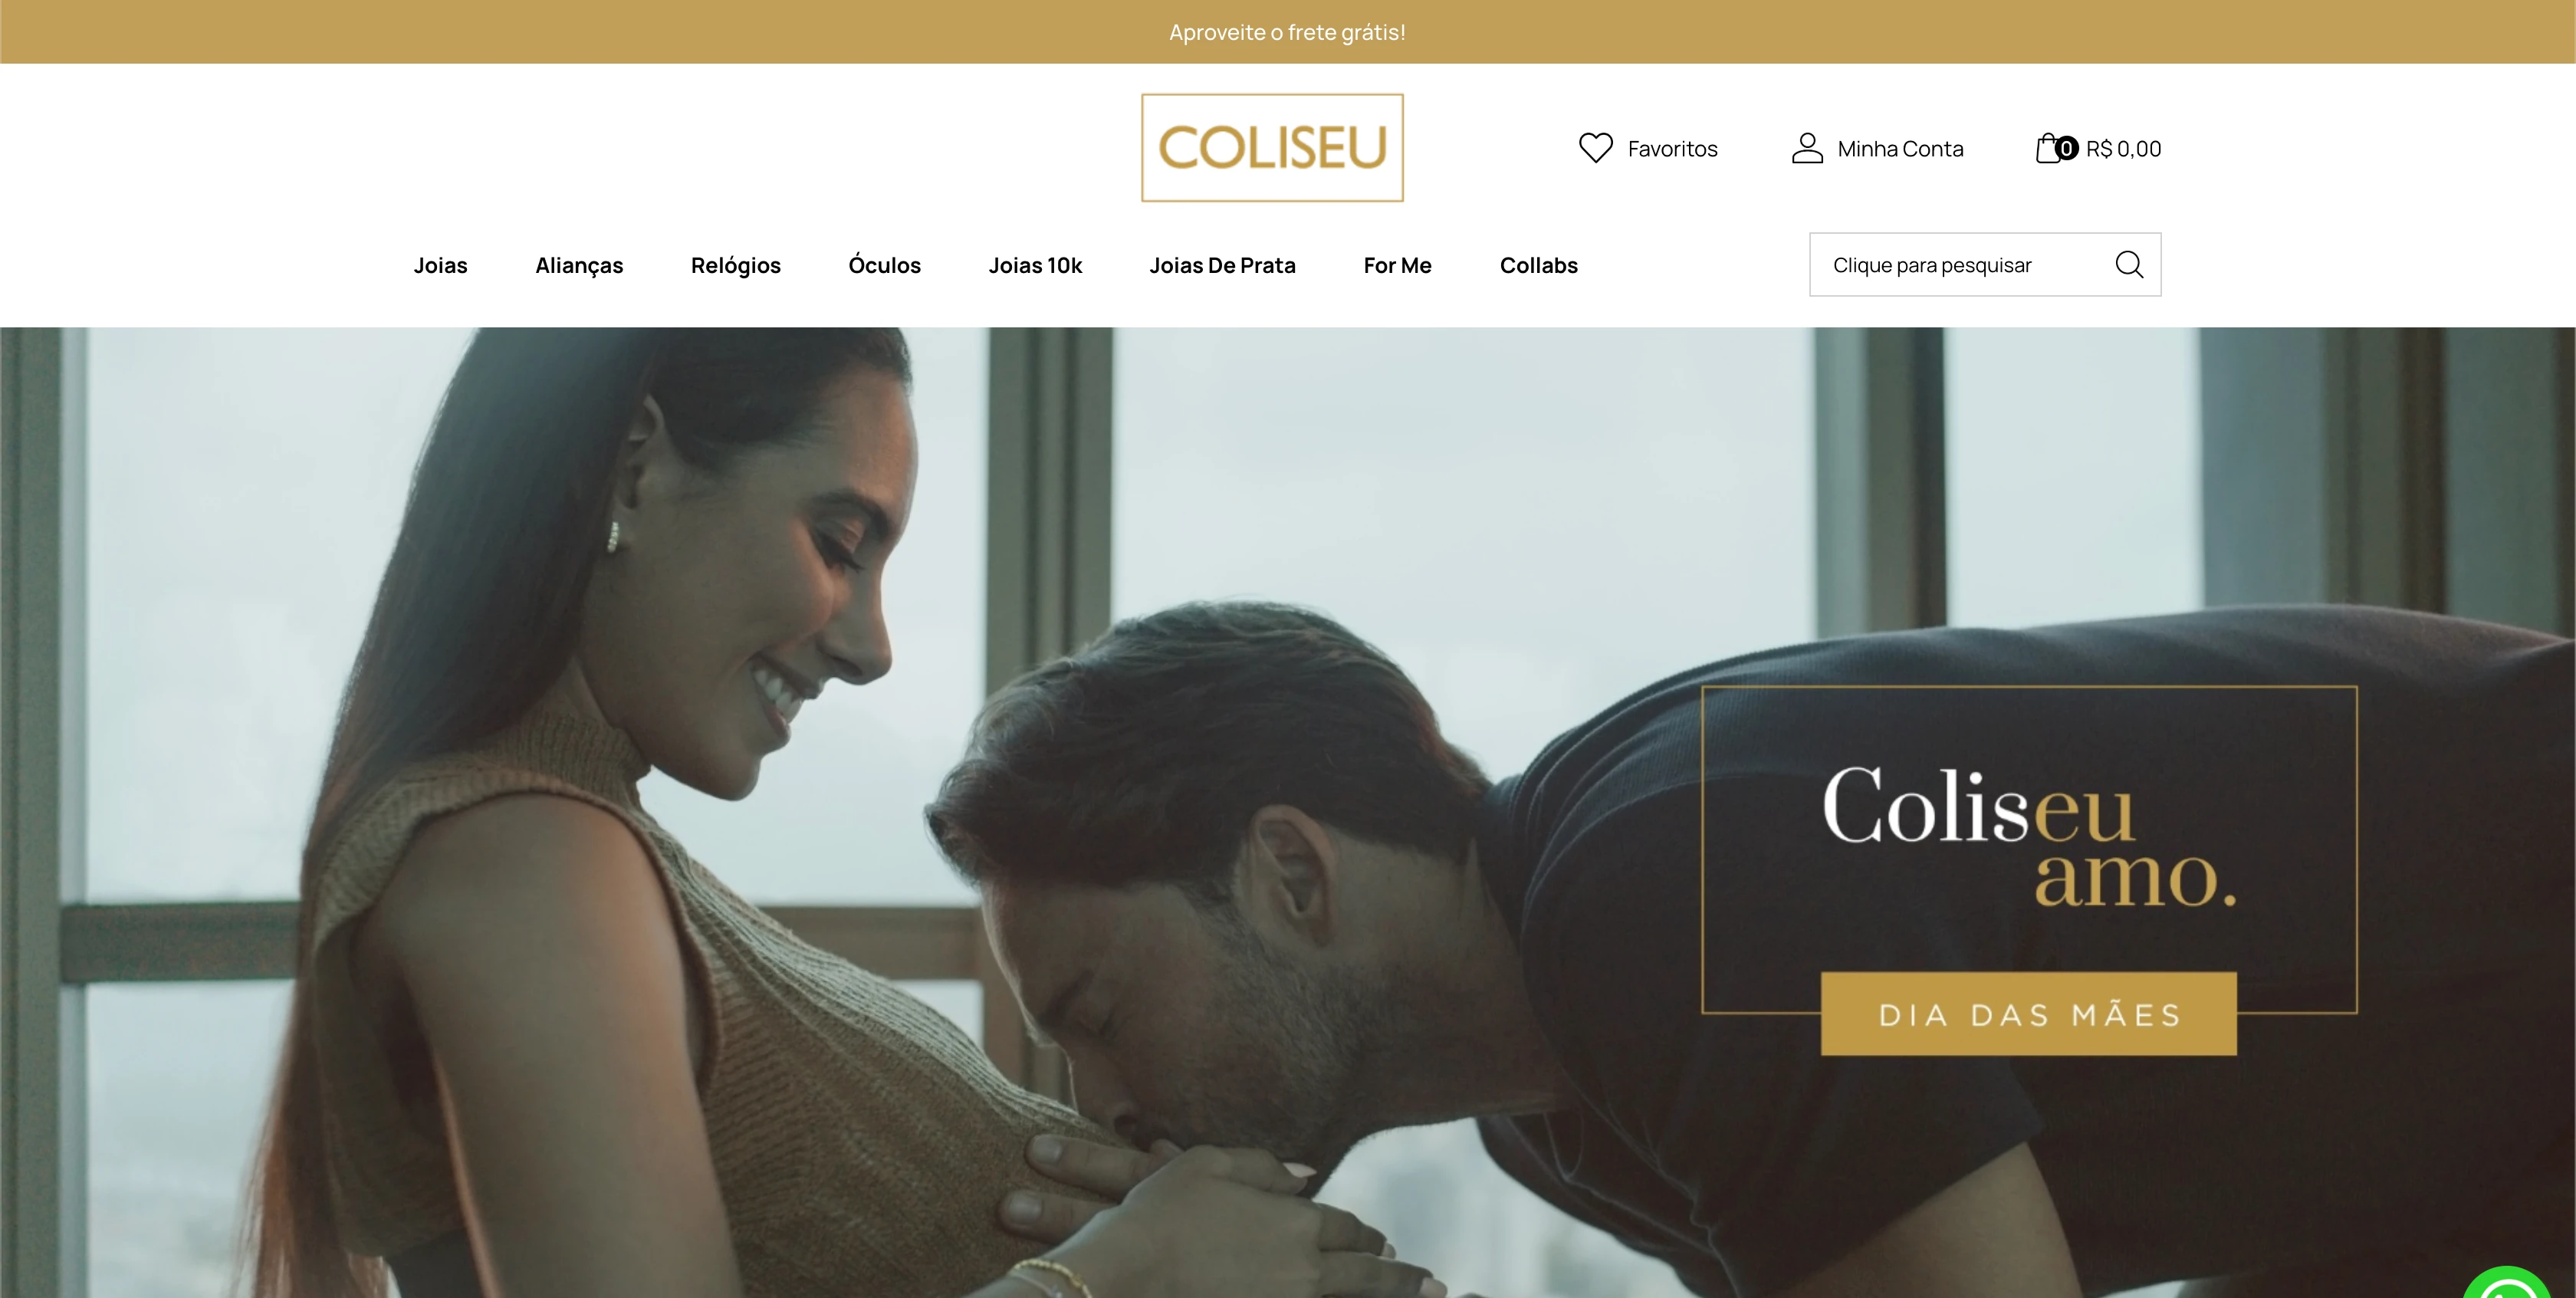 Aproveite o frete grátis!
COLISEU
Favoritos
Minha Conta
0 R$ 0,00
Joias
Alianças
Relógios
Óculos
Joias 10k
Joias De Prata
For Me
Collabs
Clique para pesquisar
Coliseu
amo.
DIA DAS MÃES